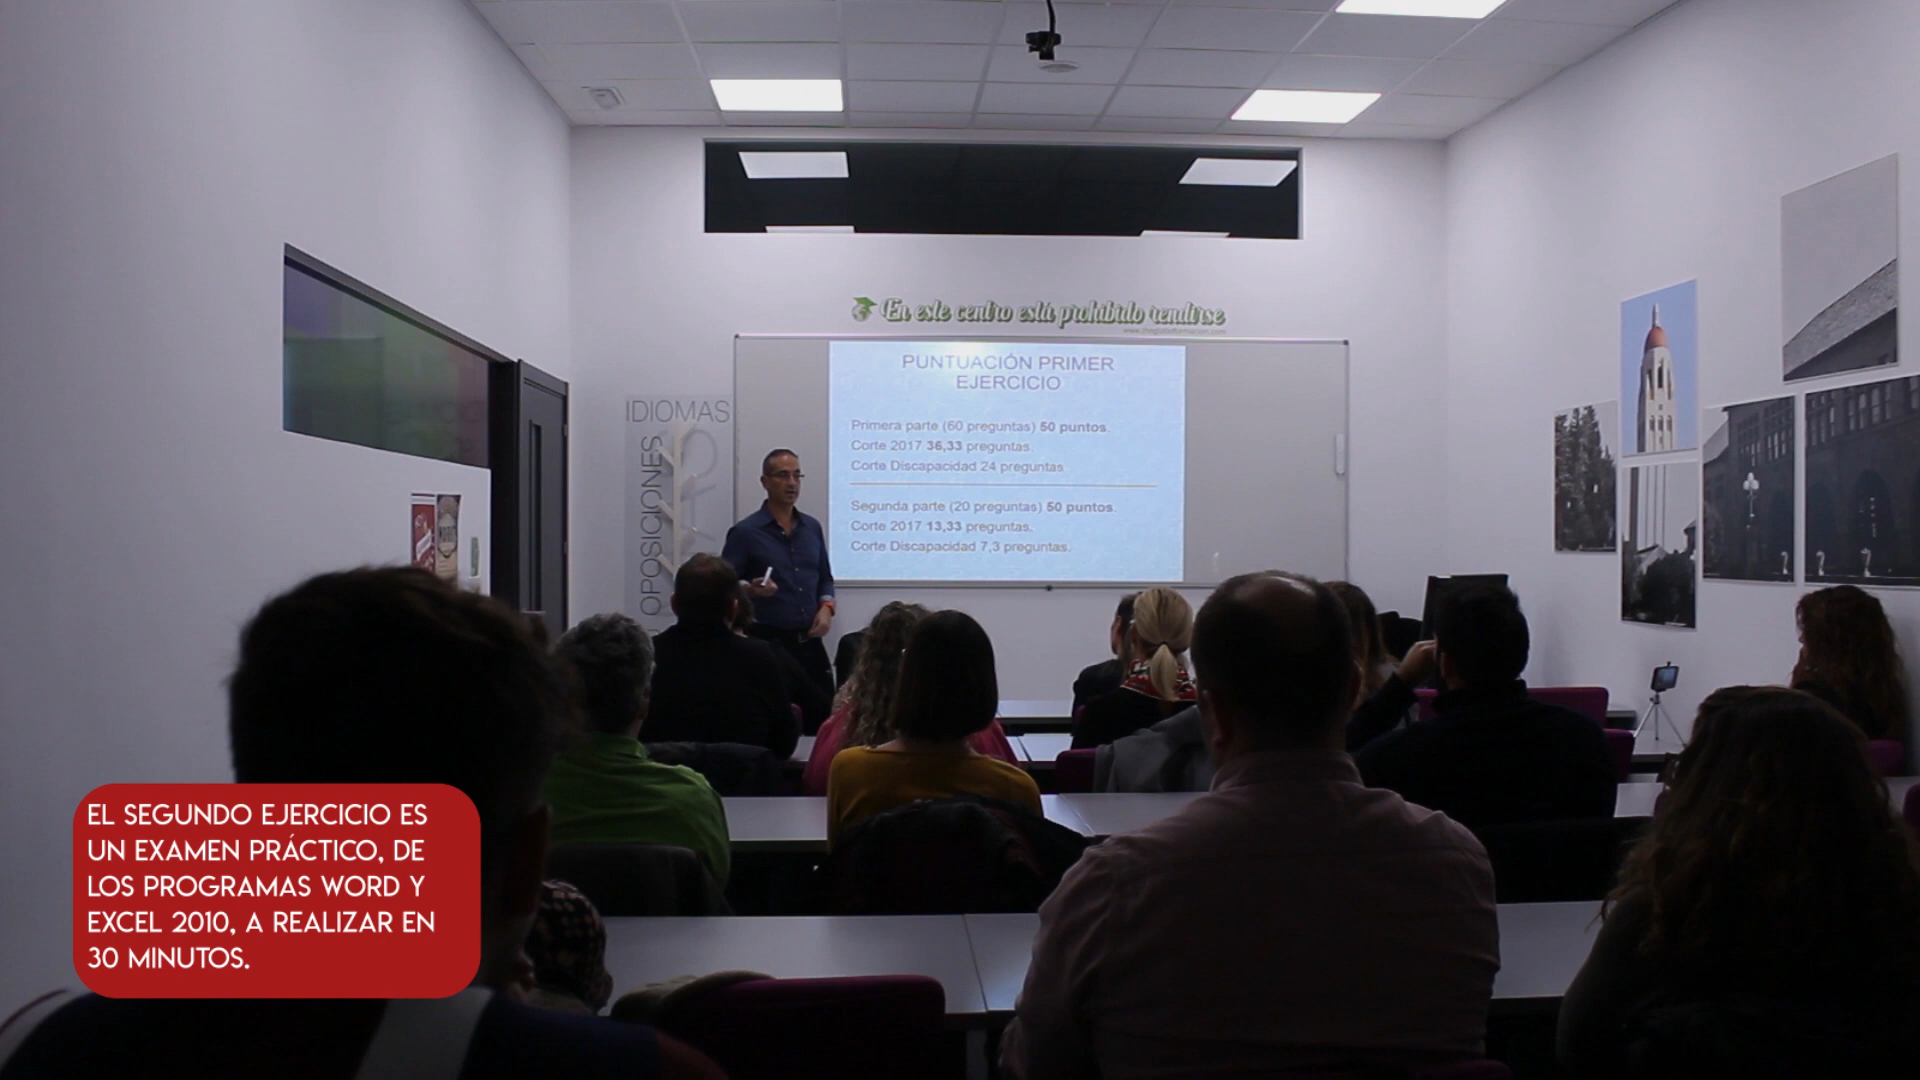 En este centro está prohibido rendirse
PUNTUACIÓN PRIMER
EJERCICIO
Primera parte (60 preguntas) 50 puntos.
Corte 2017 36,33 preguntas.
Corte Discapacidad 24 preguntas
Segunda parte (20 preguntas) 50 puntos.
Corte 2017 13,33 preguntas.
Corte Discapacidad 7,3 preguntas.
IDIOMAS
OPOSICIONES
EL SEGUNDO EJERCICIO ES
UN EXAMEN PRÁCTICO, DE
LOS PROGRAMAS WORD Y
EXCEL 2010, A REALIZAR EN
30 MINUTOS.